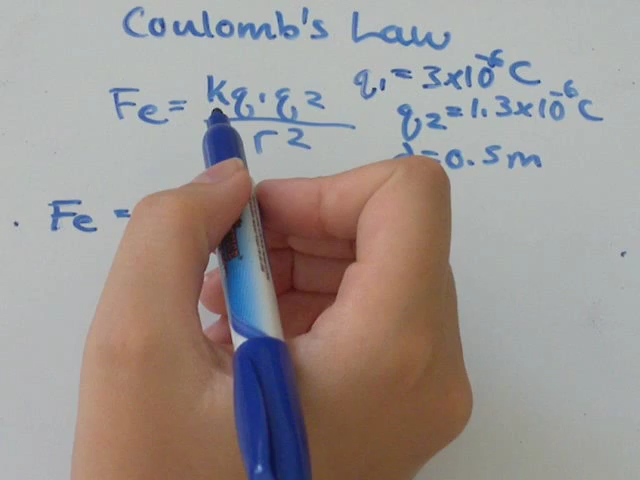 Coulomb's Law
Fe = kq1q2 / r2
q1 = 3x10-6 C
q2 = 1.3x10-6 C
= 0.5m
Fe =